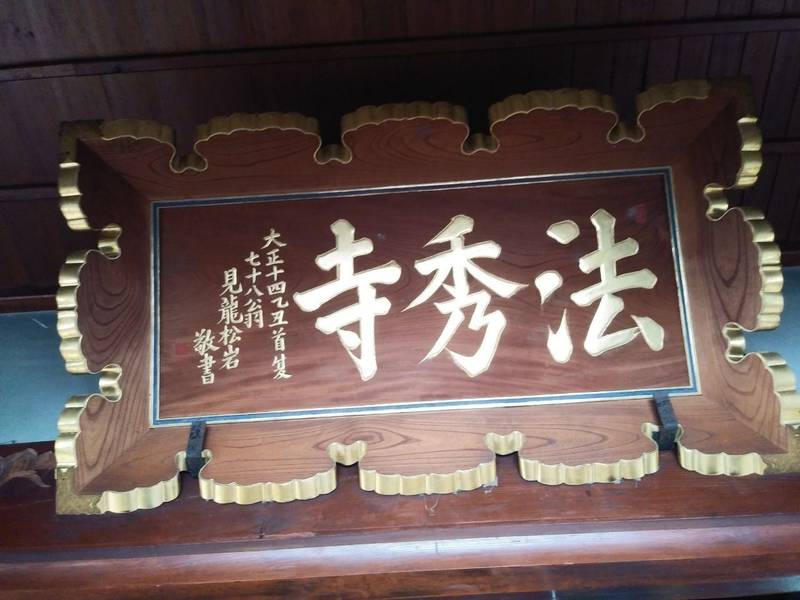 法秀寺
大正十四乙丑首夏
七十八翁
見龍松岩
敬書